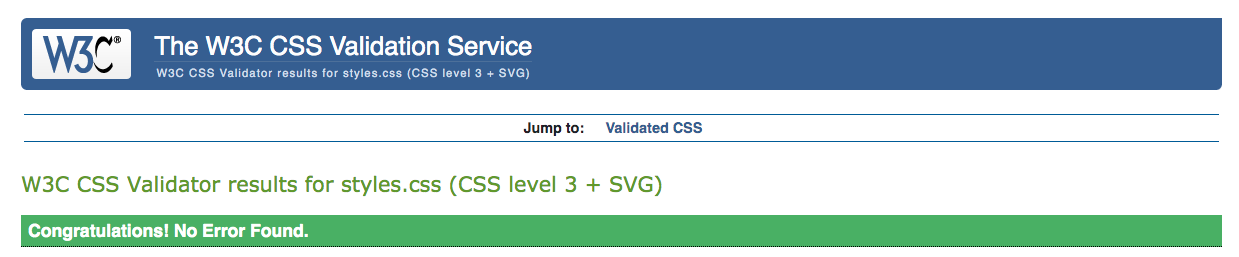 W3C®
The W3C CSS Validation Service
W3C CSS Validator results for styles.css (CSS level 3 + SVG)
Jump to: Validated CSS
W3C CSS Validator results for styles.css (CSS level 3 + SVG)
Congratulations! No Error Found.